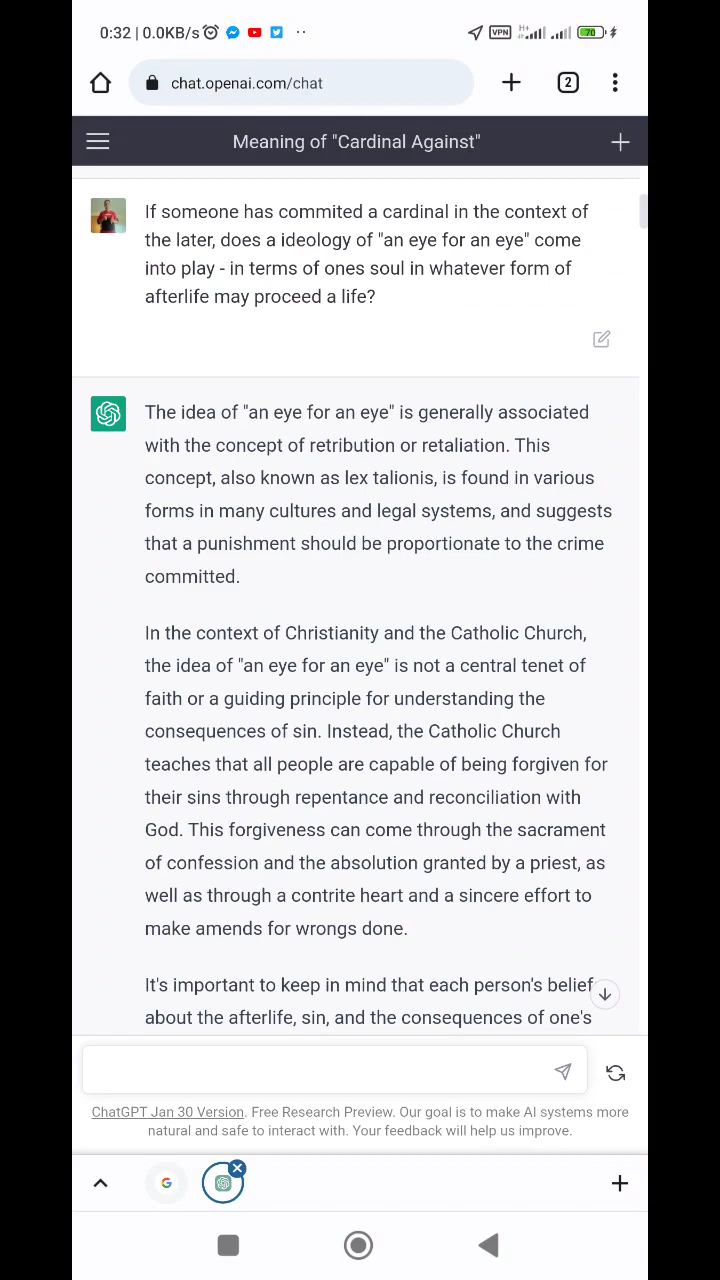 0:32 | 0.0KB/s
VPN
H+
70
chat.openai.com/chat
2
Meaning of "Cardinal Against"
If someone has commited a cardinal in the context of
the later, does a ideology of "an eye for an eye" come
into play - in terms of ones soul in whatever form of
afterlife may proceed a life?
The idea of "an eye for an eye" is generally associated
with the concept of retribution or retaliation. This
concept, also known as lex talionis, is found in various
forms in many cultures and legal systems, and suggests
that a punishment should be proportionate to the crime
committed.
In the context of Christianity and the Catholic Church,
the idea of "an eye for an eye" is not a central tenet of
faith or a guiding principle for understanding the
consequences of sin. Instead, the Catholic Church
teaches that all people are capable of being forgiven for
their sins through repentance and reconciliation with
God. This forgiveness can come through the sacrament
of confession and the absolution granted by a priest, as
well as through a contrite heart and a sincere effort to
make amends for wrongs done.
It's important to keep in mind that each person's belief
about the afterlife, sin, and the consequences of one's
ChatGPT Jan 30 Version. Free Research Preview. Our goal is to make AI systems more
natural and safe to interact with. Your feedback will help us improve.
G